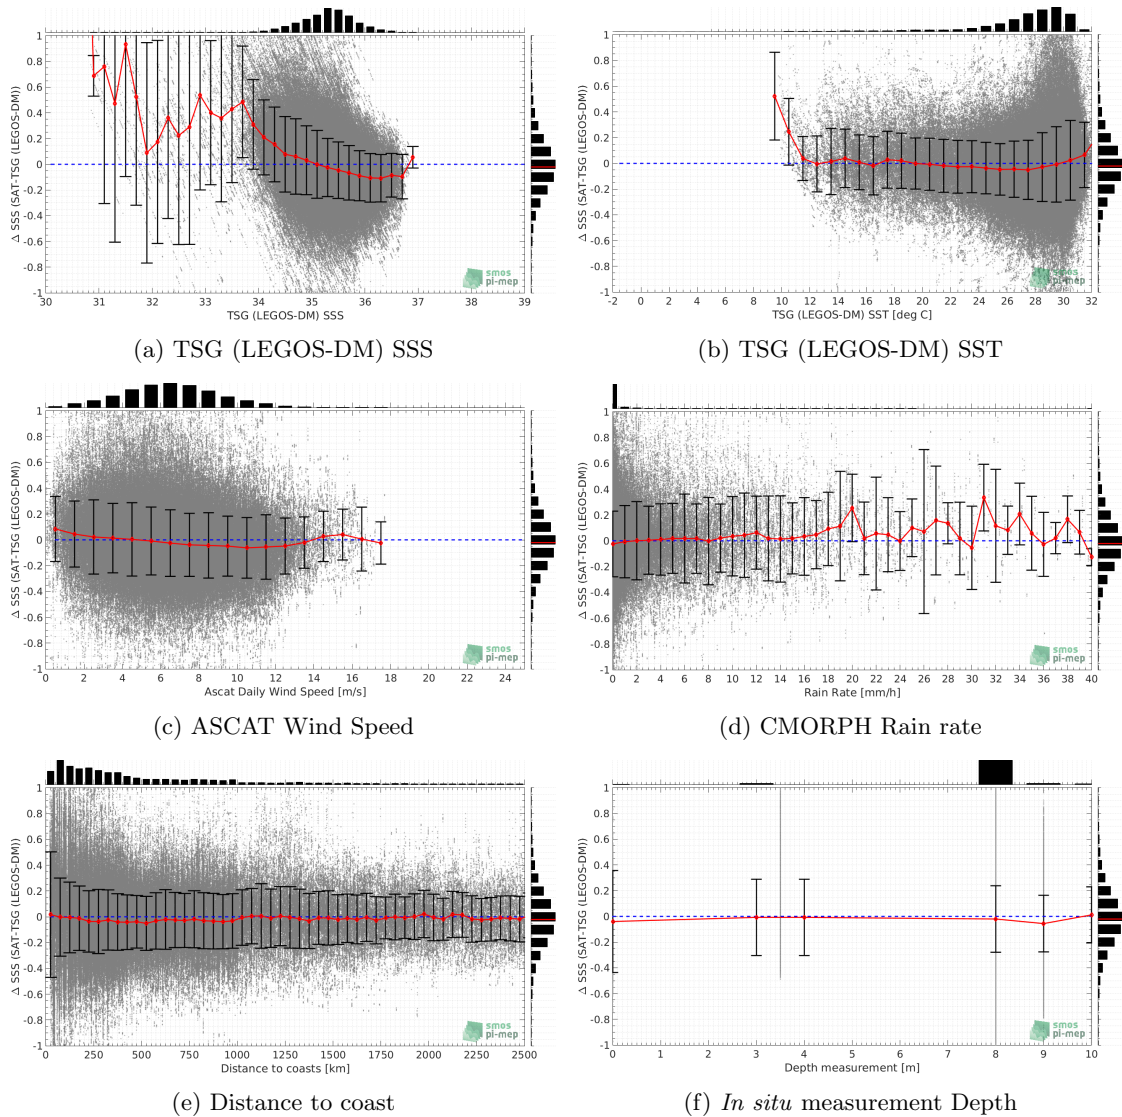 1
0.8
0.6
0.4
0.2
0
-0.2
-0.4
-0.6
-0.8
-1
Δ SSS (SAT-TSG (LEGOS-DM))
30 31 32 33 34 35 36 37 38 39
TSG (LEGOS-DM) SSS
smos
pi-mep
(a) TSG (LEGOS-DM) SSS
1
0.8
0.6
0.4
0.2
0
-0.2
-0.4
-0.6
-0.8
-1
Δ SSS (SAT-TSG (LEGOS-DM))
-2 0 2 4 6 8 10 12 14 16 18 20 22 24 26 28 30 32
TSG (LEGOS-DM) SST [deg C]
smos
pi-mep
(b) TSG (LEGOS-DM) SST
1
0.8
0.6
0.4
0.2
0
-0.2
-0.4
-0.6
-0.8
-1
Δ SSS (SAT-TSG (LEGOS-DM))
0 2 4 6 8 10 12 14 16 18 20 22 24
Ascat Daily Wind Speed [m/s]
smos
pi-mep
(c) ASCAT Wind Speed
1
0.8
0.6
0.4
0.2
0
-0.2
-0.4
-0.6
-0.8
-1
Δ SSS (SAT-TSG (LEGOS-DM))
0 2 4 6 8 10 12 14 16 18 20 22 24 26 28 30 32 34 36 38 40
Rain Rate [mm/h]
smos
pi-mep
(d) CMORPH Rain rate
1
0.8
0.6
0.4
0.2
0
-0.2
-0.4
-0.6
-0.8
-1
Δ SSS (SAT-TSG (LEGOS-DM))
0 250 500 750 1000 1250 1500 1750 2000 2250 2500
Distance to coasts [km]
smos
pi-mep
(e) Distance to coast
1
0.8
0.6
0.4
0.2
0
-0.2
-0.4
-0.6
-0.8
-1
Δ SSS (SAT-TSG (LEGOS-DM))
0 1 2 3 4 5 6 7 8 9 10
Depth measurement [m]
smos
pi-mep
(f) In situ measurement Depth